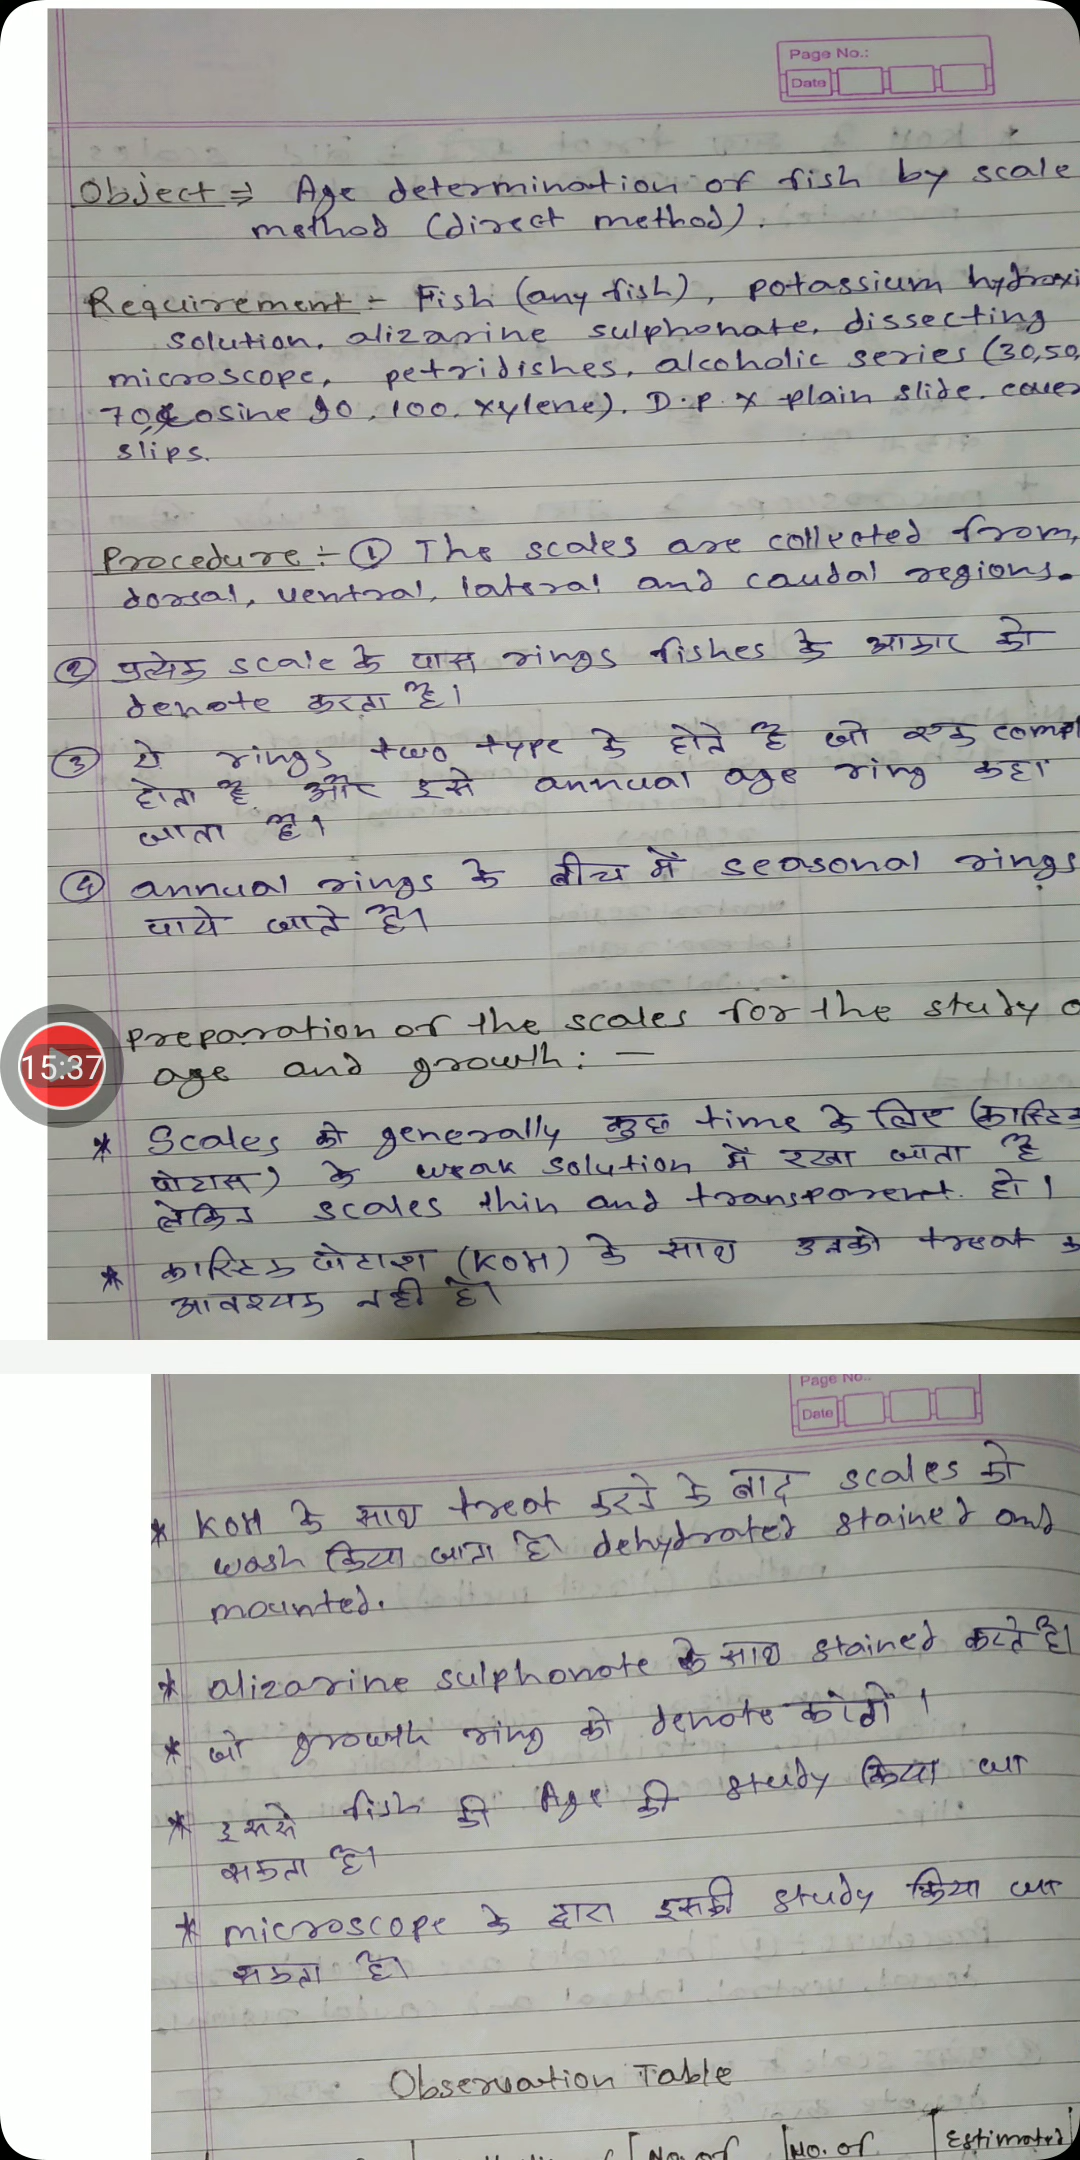 Page No.:
Date
Object ⇒ Age determination of fish by scale
method (direct method).
Requirement :- Fish (any fish), potassium hydroxi
solution, alizarine sulphonate, dissecting
microscope, petridishes, alcoholic series (30,50,
70, eosine 90, 100, xylene). D.P.X plain slide. cover
slips.
Procedure :- ① The scales are collected from,
dorsal, ventral, lateral and caudal regions.
② प्रत्येक scale के पास rings fishes के आकार को
denote करता है।
③ ये rings two type के होते है जो एक compl
होता है और इसे annual age ring कहा
जाता है।
④ annual rings के बीच में seasonal rings
पाये जाते है।
Preparation of the scales for the study o
age and growth : —
15:37
* Scales को generally कुछ time के लिए (कास्टिक
पोटास) के weak solution में रखा जाता है
लेकिन scales thin and transparent. हो।
* कास्टिक पोटाश (KOH) के साथ उनको treat क
आवश्यक नही है।
Page No.:
Date
* KOH के साथ treat करने के बाद scales को
wash किया जाता है। dehydrated stained and
mounted.
* alizarine sulphonate के साथ stained करते है।
* जो growth ring को denote करेगें।
* इससे fish की Age की study किया जा
सकता है।
* microscope के द्वारा इसकी study किया जा
सकता है।
Observation Table
No. of No. of Estimated